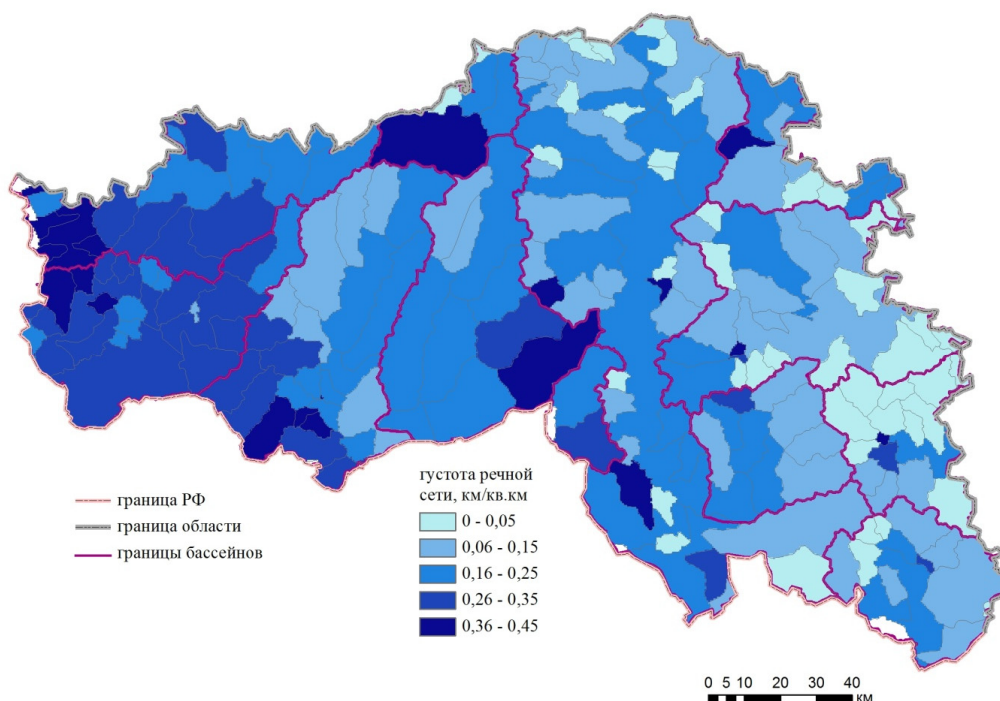 густота речной
сети, км/кв.км
0 - 0,05
0,06 - 0,15
0,16 - 0,25
0,26 - 0,35
0,36 - 0,45
граница РФ
граница области
границы бассейнов
0 5 10 20 30 40
км